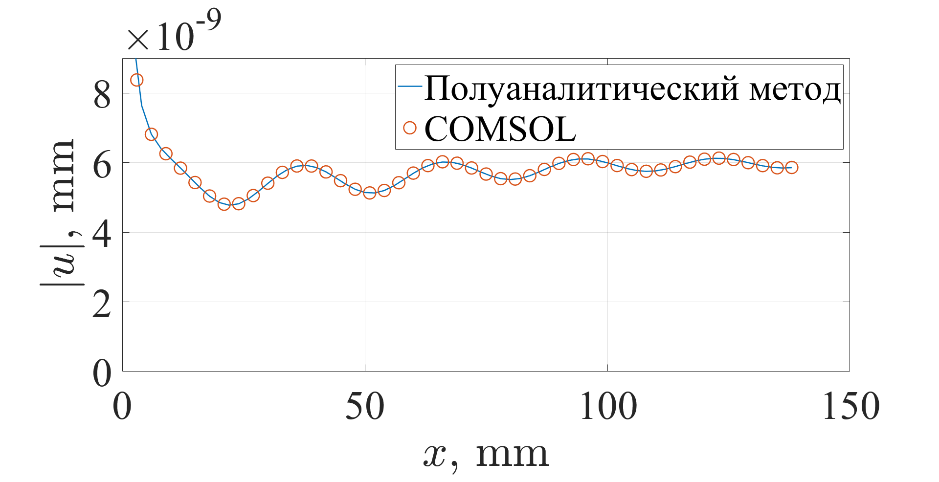 ×10⁻⁹
8
6
4
2
0
|u|, mm
Полуаналитический метод
COMSOL
0 50 100 150
x, mm